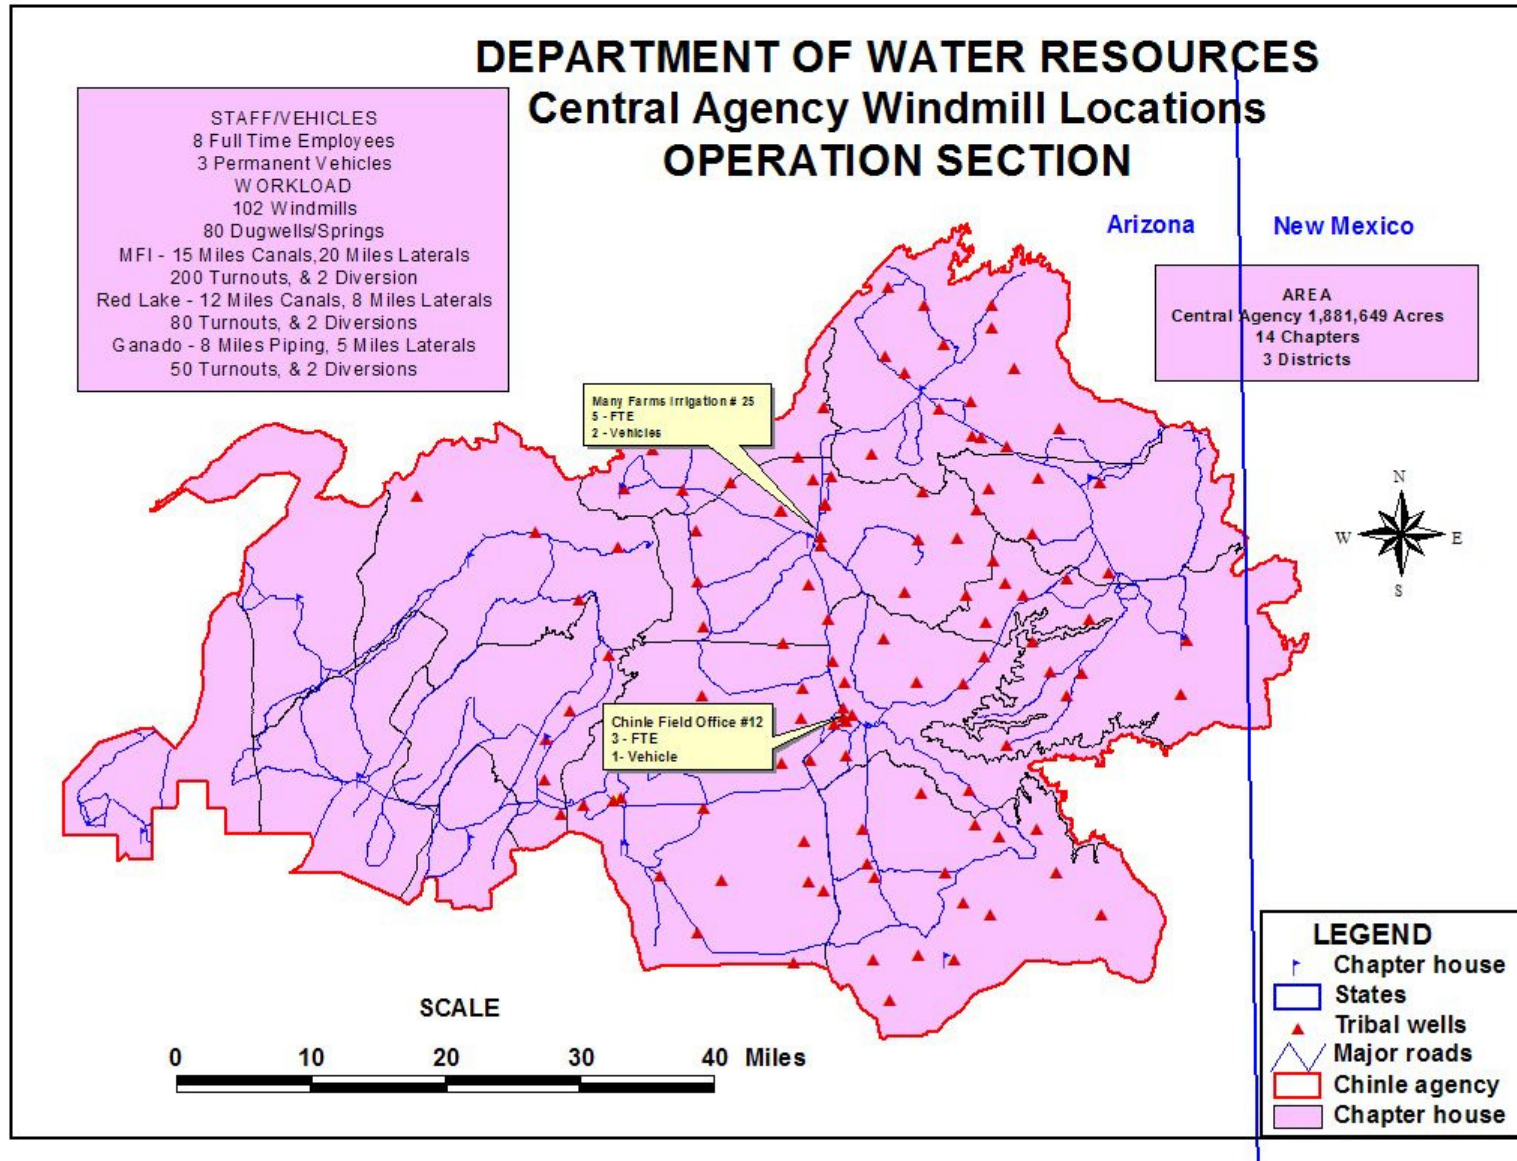 DEPARTMENT OF WATER RESOURCES
Central Agency Windmill Locations
OPERATION SECTION
STAFF/VEHICLES
8 Full Time Employees
3 Permanent Vehicles
WORKLOAD
102 Windmills
80 Dugwells/Springs
MFI - 15 Miles Canals,20 Miles Laterals
200 Turnouts, & 2 Diversion
Red Lake - 12 Miles Canals, 8 Miles Laterals
80 Turnouts, & 2 Diversions
Ganado - 8 Miles Piping, 5 Miles Laterals
50 Turnouts, & 2 Diversions
Arizona
New Mexico
AREA
Central Agency 1,881,649 Acres
14 Chapters
3 Districts
Many Farms Irrigation # 25
5 - FTE
2 - Vehicles
N
W
E
S
Chinle Field Office #12
3 - FTE
1- Vehicle
SCALE
0 10 20 30 40 Miles
LEGEND
Chapter house
States
Tribal wells
Major roads
Chinle agency
Chapter house